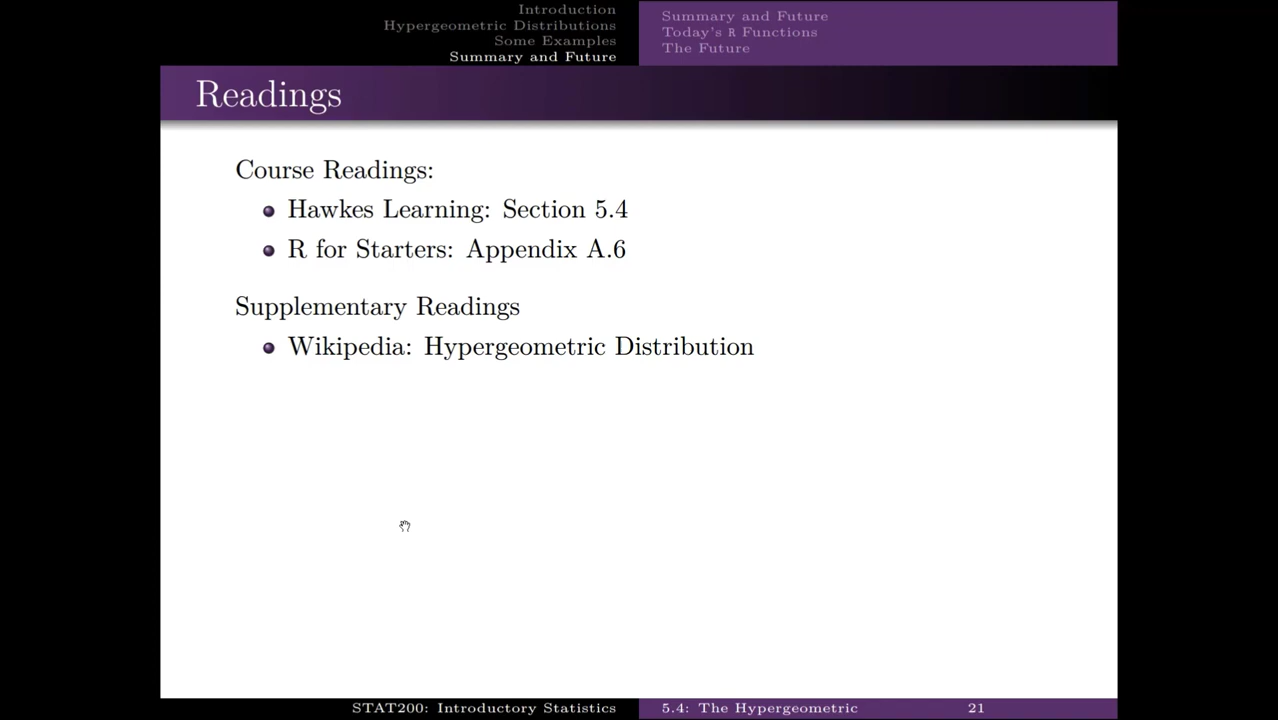 Introduction
Hypergeometric Distributions
Some Examples
Summary and Future
Summary and Future
Today's R Functions
The Future
Readings
Course Readings:
Hawkes Learning: Section 5.4
R for Starters: Appendix A.6
Supplementary Readings
Wikipedia: Hypergeometric Distribution
STAT200: Introductory Statistics
5.4: The Hypergeometric
21